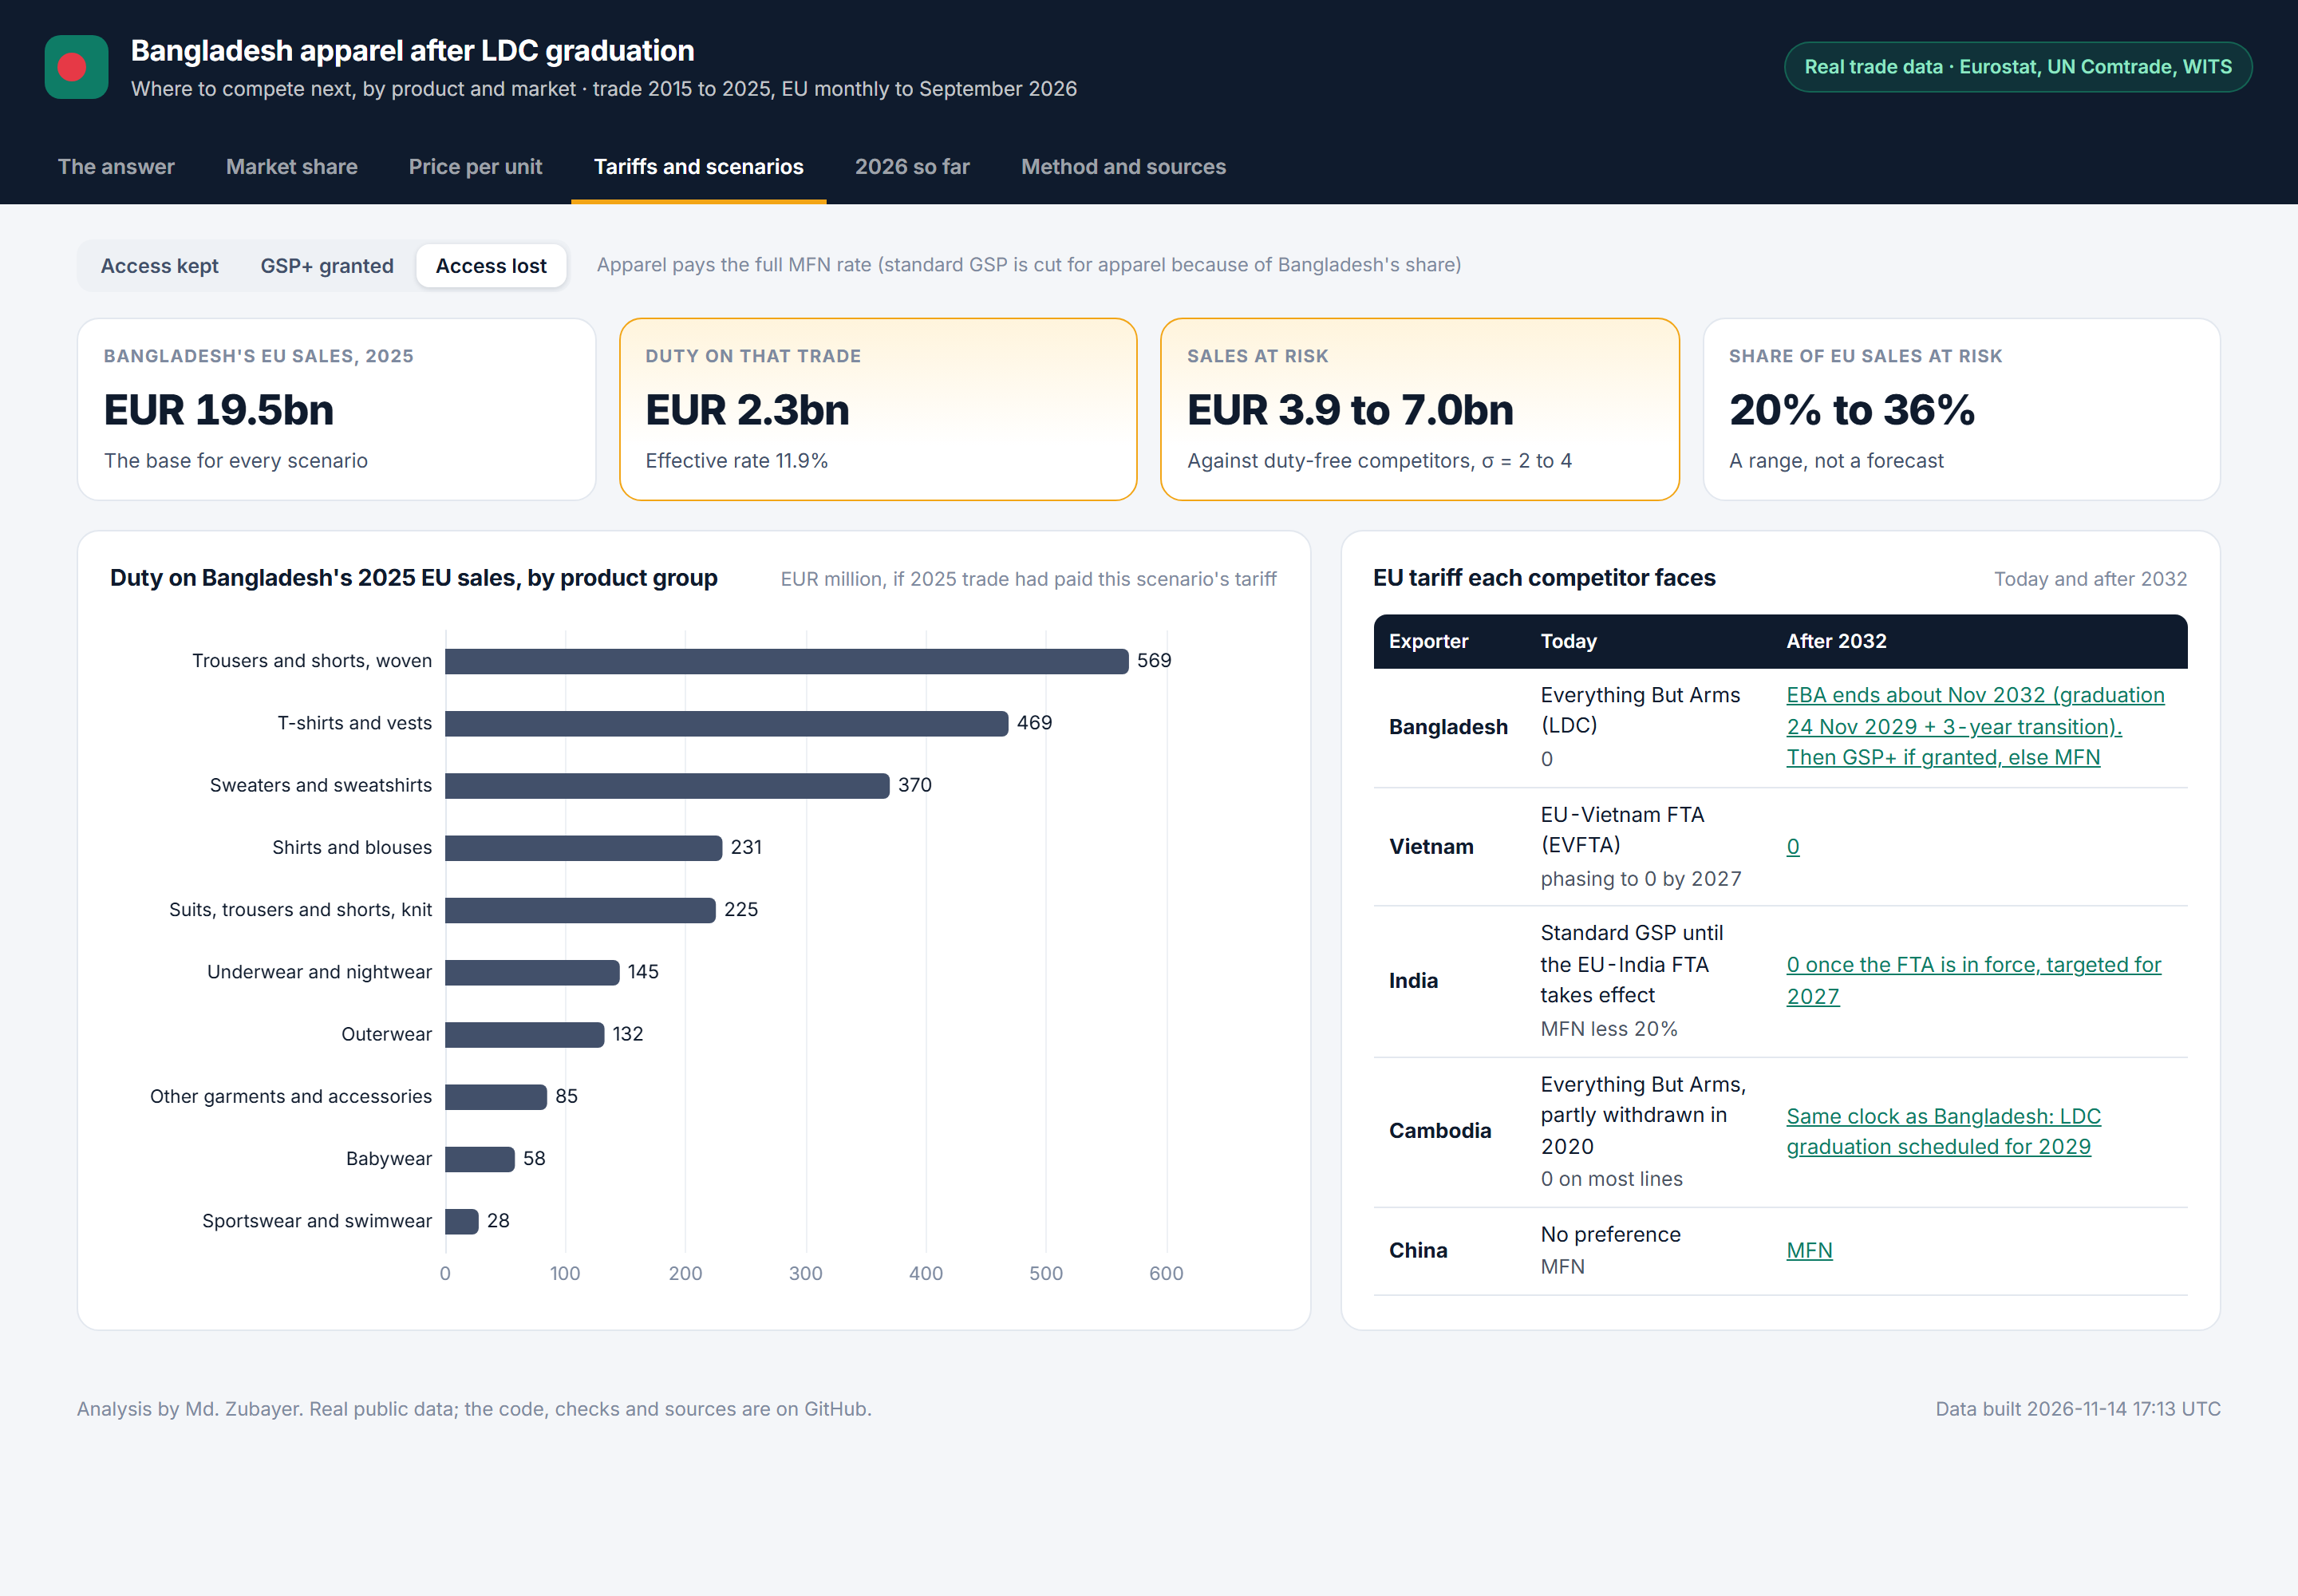 Bangladesh apparel after LDC graduation
Where to compete next, by product and market · trade 2015 to 2025, EU monthly to September 2026
Real trade data · Eurostat, UN Comtrade, WITS
The answer
Market share
Price per unit
Tariffs and scenarios
2026 so far
Method and sources
Access kept
GSP+ granted
Access lost
Apparel pays the full MFN rate (standard GSP is cut for apparel because of Bangladesh's share)
BANGLADESH'S EU SALES, 2025
EUR 19.5bn
The base for every scenario
DUTY ON THAT TRADE
EUR 2.3bn
Effective rate 11.9%
SALES AT RISK
EUR 3.9 to 7.0bn
Against duty-free competitors, σ = 2 to 4
SHARE OF EU SALES AT RISK
20% to 36%
A range, not a forecast
Duty on Bangladesh's 2025 EU sales, by product group
EUR million, if 2025 trade had paid this scenario's tariff
Trousers and shorts, woven 569
T-shirts and vests 469
Sweaters and sweatshirts 370
Shirts and blouses 231
Suits, trousers and shorts, knit 225
Underwear and nightwear 145
Outerwear 132
Other garments and accessories 85
Babywear 58
Sportswear and swimwear 28
0 100 200 300 400 500 600
EU tariff each competitor faces
Today and after 2032
Exporter Today After 2032
Bangladesh
Everything But Arms
(LDC)
0
EBA ends about Nov 2032 (graduation
24 Nov 2029 + 3-year transition).
Then GSP+ if granted, else MFN
Vietnam
EU-Vietnam FTA
(EVFTA)
phasing to 0 by 2027
0
India
Standard GSP until
the EU-India FTA
takes effect
MFN less 20%
0 once the FTA is in force, targeted for
2027
Cambodia
Everything But Arms,
partly withdrawn in
2020
0 on most lines
Same clock as Bangladesh: LDC
graduation scheduled for 2029
China
No preference
MFN
MFN
Analysis by Md. Zubayer. Real public data; the code, checks and sources are on GitHub.
Data built 2026-11-14 17:13 UTC